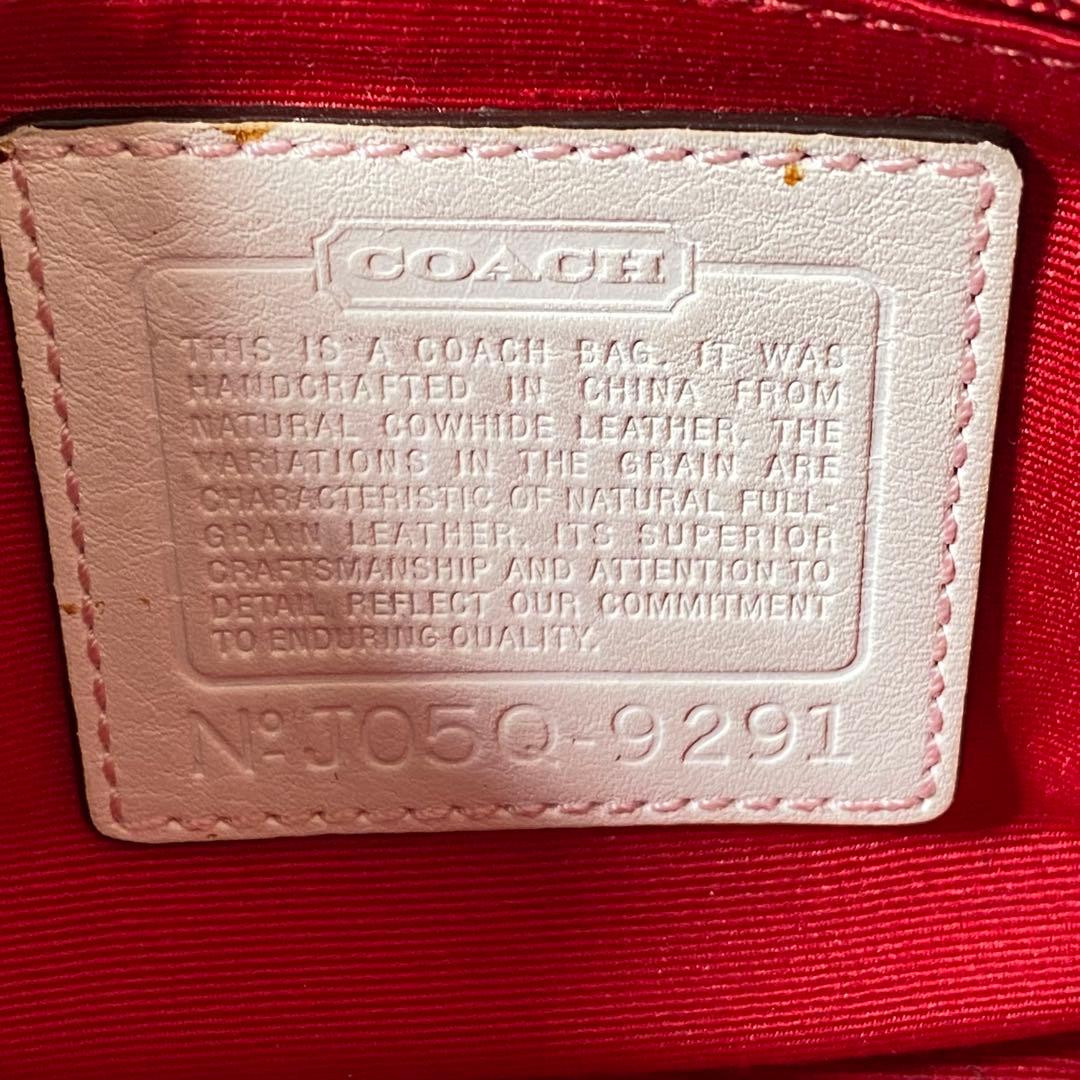 COACH
THIS IS A COACH BAG. IT WAS
HANDCRAFTED IN CHINA FROM
NATURAL COWHIDE LEATHER. THE
VARIATIONS IN THE GRAIN ARE
CHARACTERISTIC OF NATURAL FULL-
GRAIN LEATHER. ITS SUPERIOR
CRAFTSMANSHIP AND ATTENTION TO
DETAIL REFLECT OUR COMMITMENT
TO ENDURING QUALITY.
Nº J05Q-9291